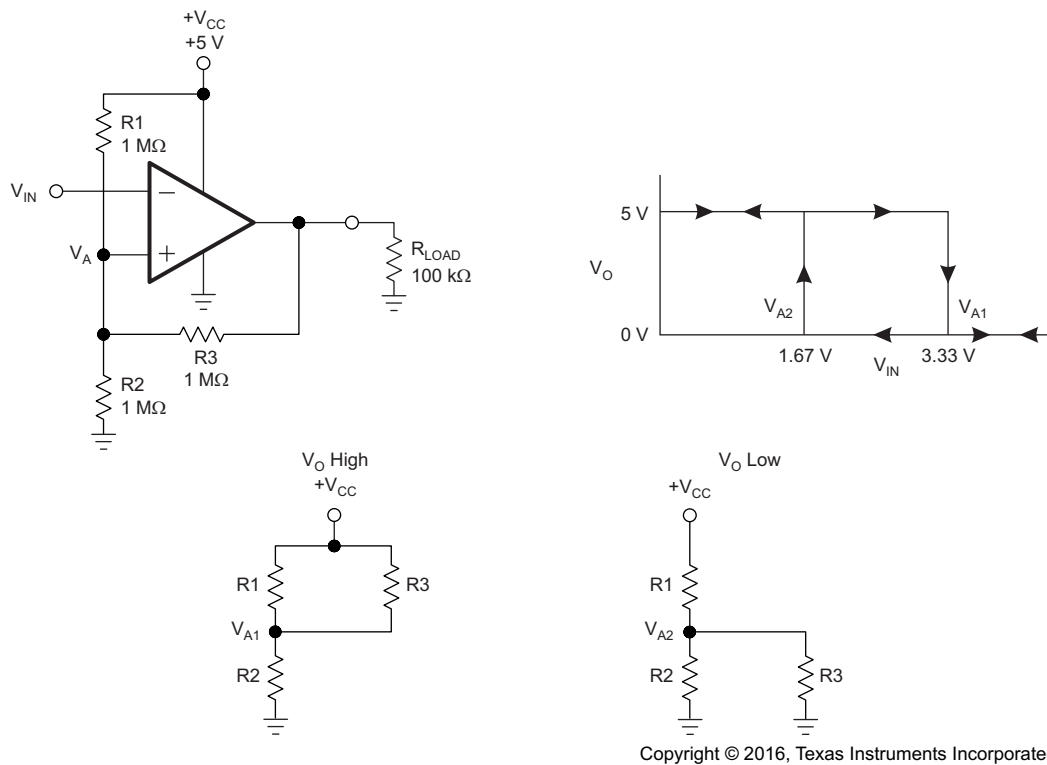 +VCC
+5 V
R1
1 MΩ
VIN
−
VA
+
RLOAD
100 kΩ
R3
1 MΩ
R2
1 MΩ
5 V
VO
VA2
VA1
0 V
1.67 V
VIN
3.33 V
VO High
+VCC
R1
R3
VA1
R2
VO Low
+VCC
R1
VA2
R2
R3
Copyright © 2016, Texas Instruments Incorporate